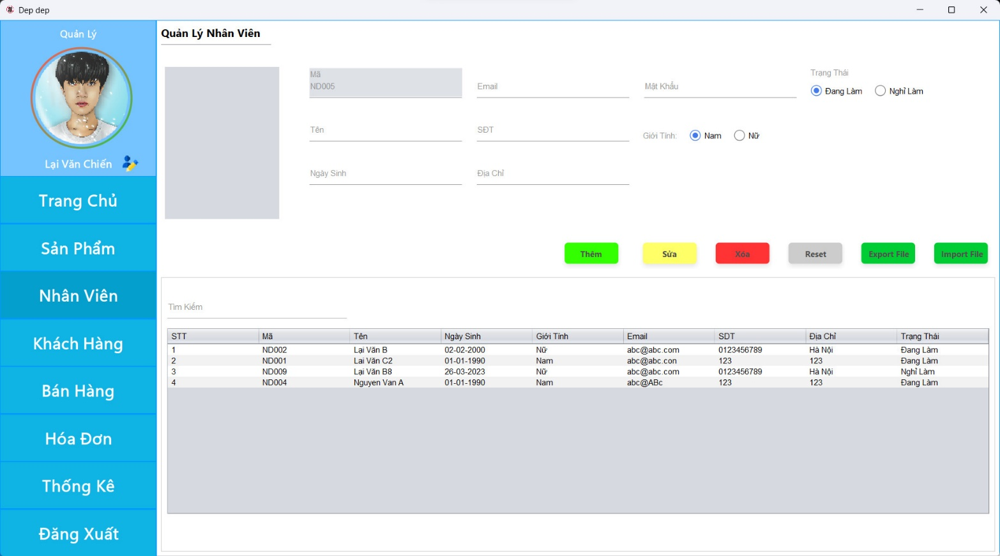 Dep dep
Quản Lý
Lại Văn Chiến
Trang Chủ
Sản Phẩm
Nhân Viên
Khách Hàng
Bán Hàng
Hóa Đơn
Thống Kê
Đăng Xuất
Quản Lý Nhân Viên
Mã
ND005
Email
Mật Khẩu
Trạng Thái
Đang Làm Nghỉ Làm
Tên
SĐT
Giới Tính: Nam Nữ
Ngày Sinh
Địa Chỉ
Thêm Sửa Xóa Reset Export File Import File
Tìm Kiếm
STT Mã Tên Ngày Sinh Giới Tính Email SDT Địa Chỉ Trạng Thái
1 ND002 Lại Văn B 02-02-2000 Nữ abc@abc.com 0123456789 Hà Nội Đang Làm
2 ND001 Lai Văn C2 01-01-1990 Nam abc@abc.con 123 123 Đang Làm
3 ND009 Lại Văn B8 26-03-2023 Nữ abc@abc.com 0123456789 Hà Nội Nghỉ Làm
4 ND004 Nguyen Van A 01-01-1990 Nam abc@ABc 123 123 Đang Làm